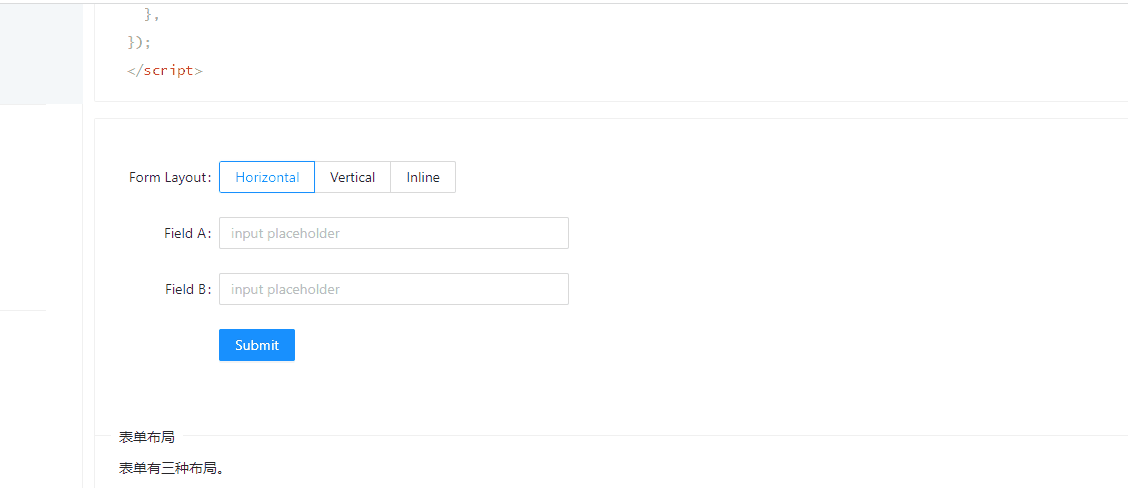 },
});
</script>
Form Layout: Horizontal Vertical Inline
Field A: input placeholder
Field B: input placeholder
Submit
表单布局
表单有三种布局。